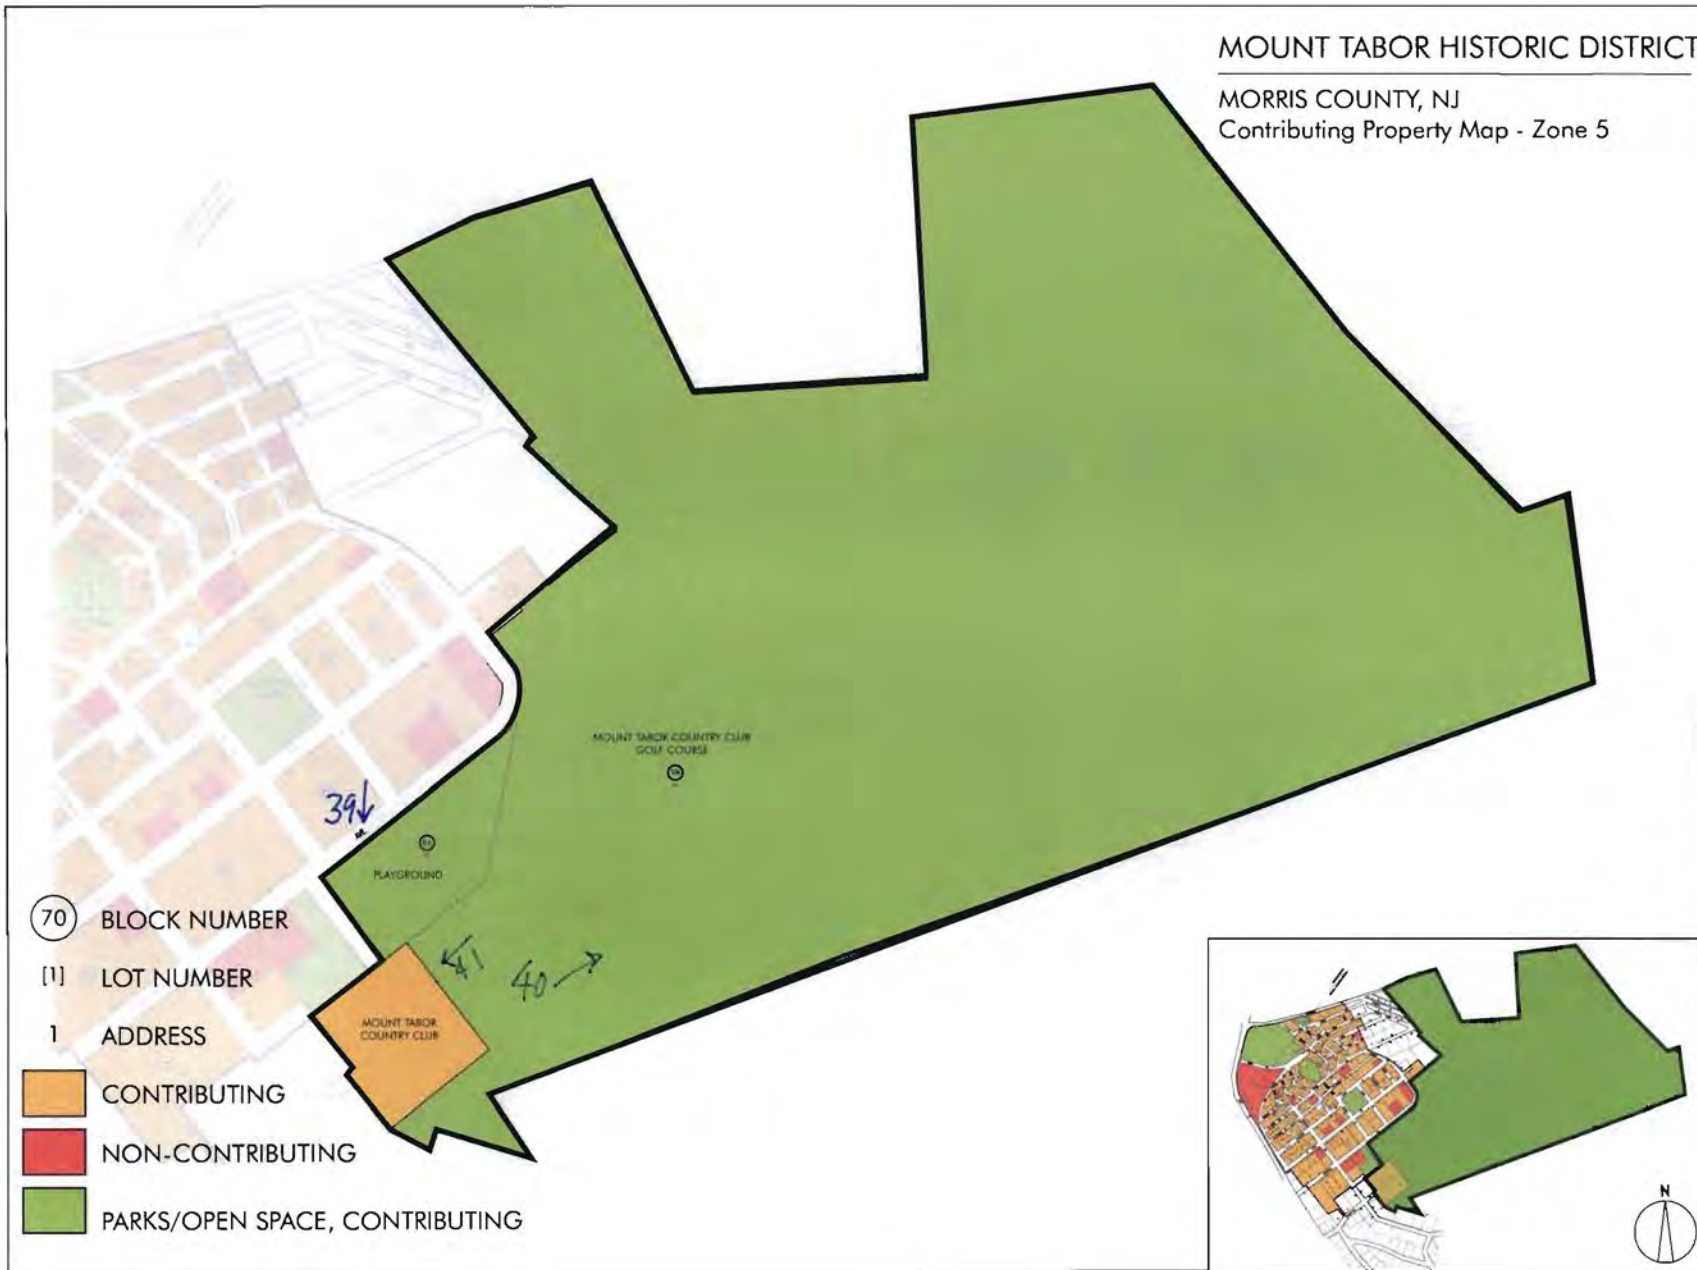 MOUNT TABOR HISTORIC DISTRICT
MORRIS COUNTY, NJ
Contributing Property Map - Zone 5
MOUNT TABOR COUNTRY CLUB
GOLF COURSE
39↓
PLAYGROUND
←41
40→
MOUNT TABOR
COUNTRY CLUB
70 BLOCK NUMBER
[1] LOT NUMBER
1 ADDRESS
CONTRIBUTING
NON-CONTRIBUTING
PARKS/OPEN SPACE, CONTRIBUTING
N